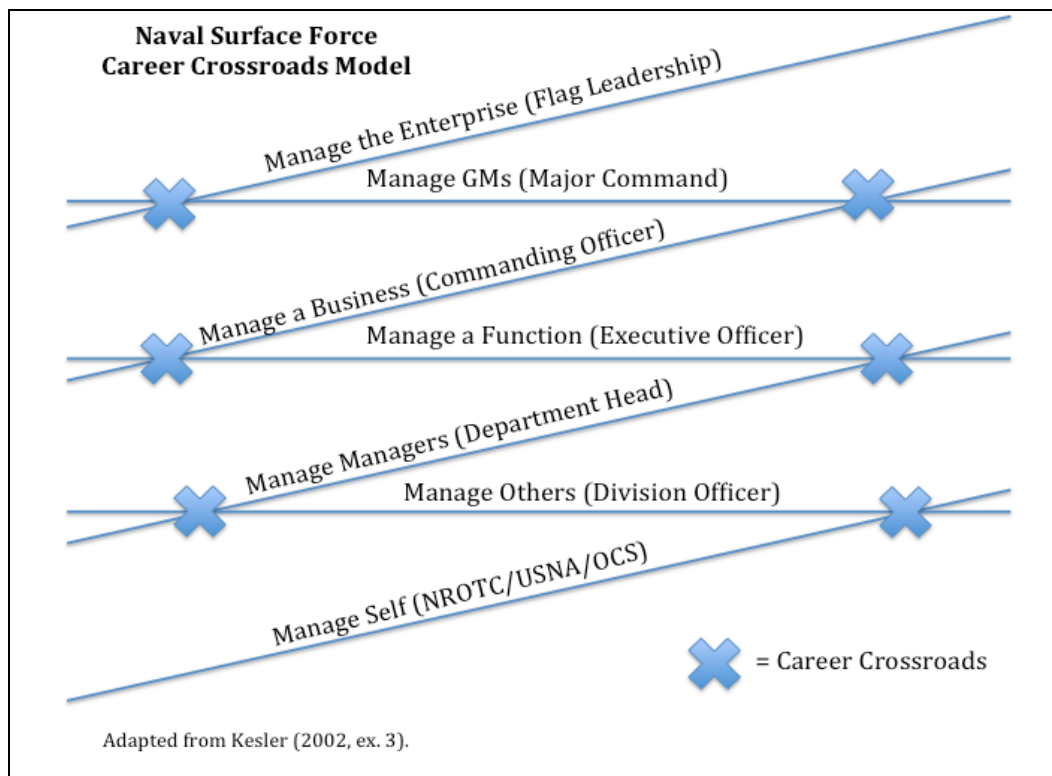 Naval Surface Force
Career Crossroads Model
Manage the Enterprise (Flag Leadership)
Manage GMs (Major Command)
Manage a Business (Commanding Officer)
Manage a Function (Executive Officer)
Manage Managers (Department Head)
Manage Others (Division Officer)
Manage Self (NROTC/USNA/OCS)
= Career Crossroads
Adapted from Kesler (2002, ex. 3).